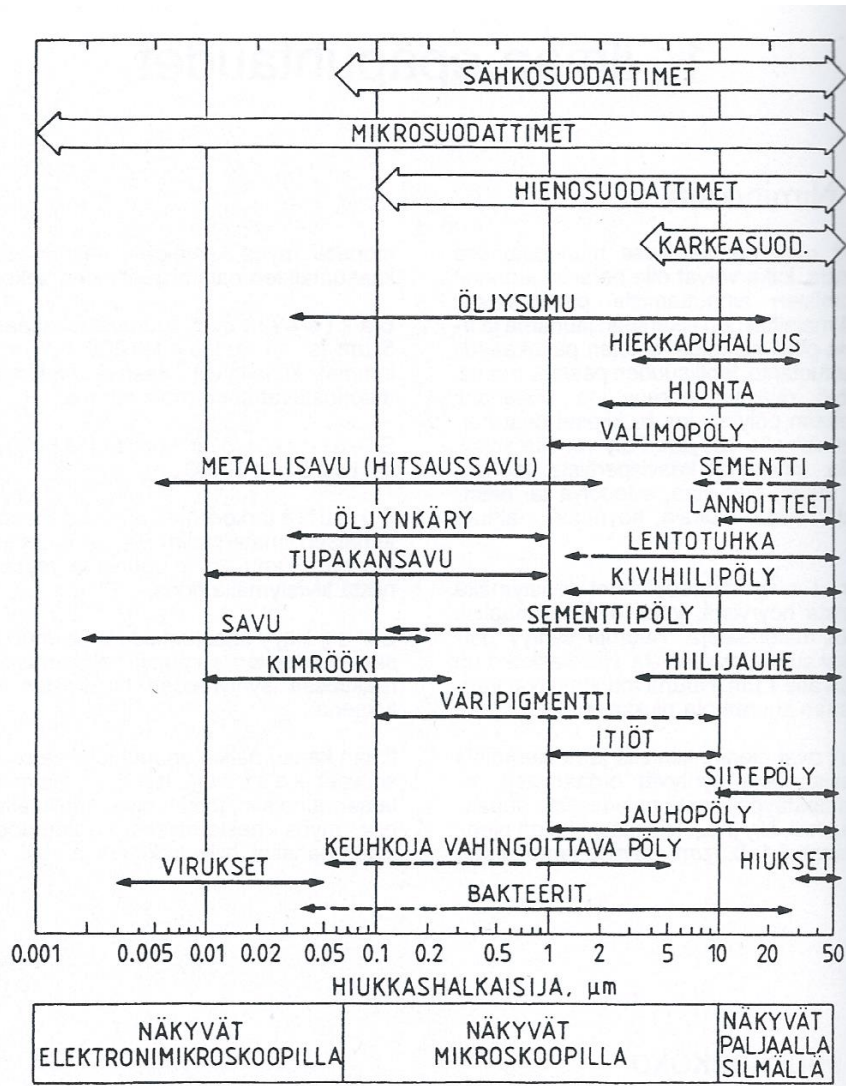 SÄHKÖSUODATTIMET
MIKROSUODATTIMET
HIENOSUODATTIMET
KARKEASUOD.
ÖLJYSUMU
HIEKKAPUHALLUS
HIONTA
VALIMOPÖLY
METALLISAVU (HITSAUSSAVU) SEMENTTI
LANNOITTEET
ÖLJYNKÄRY
LENTOTUHKA
TUPAKANSAVU
KIVIHIILIPÖLY
SAVU SEMENTTIPÖLY
KIMRÖÖKI HIILIJAUHE
VÄRIPIGMENTTI
ITIÖT
SIITEPÖLY
JAUHOPÖLY
KEUHKOJA VAHINGOITTAVA PÖLY
VIRUKSET HIUKSET
BAKTEERIT
0.001 0.005 0.01 0.02 0.05 0.1 0.2 0.5 1 2 5 10 20 50
HIUKKASHALKAISIJA, µm
NÄKYVÄT
ELEKTRONIMIKROSKOOPILLA
NÄKYVÄT
MIKROSKOOPILLA
NÄKYVÄT
PALJAALLA
SILMÄLLÄ